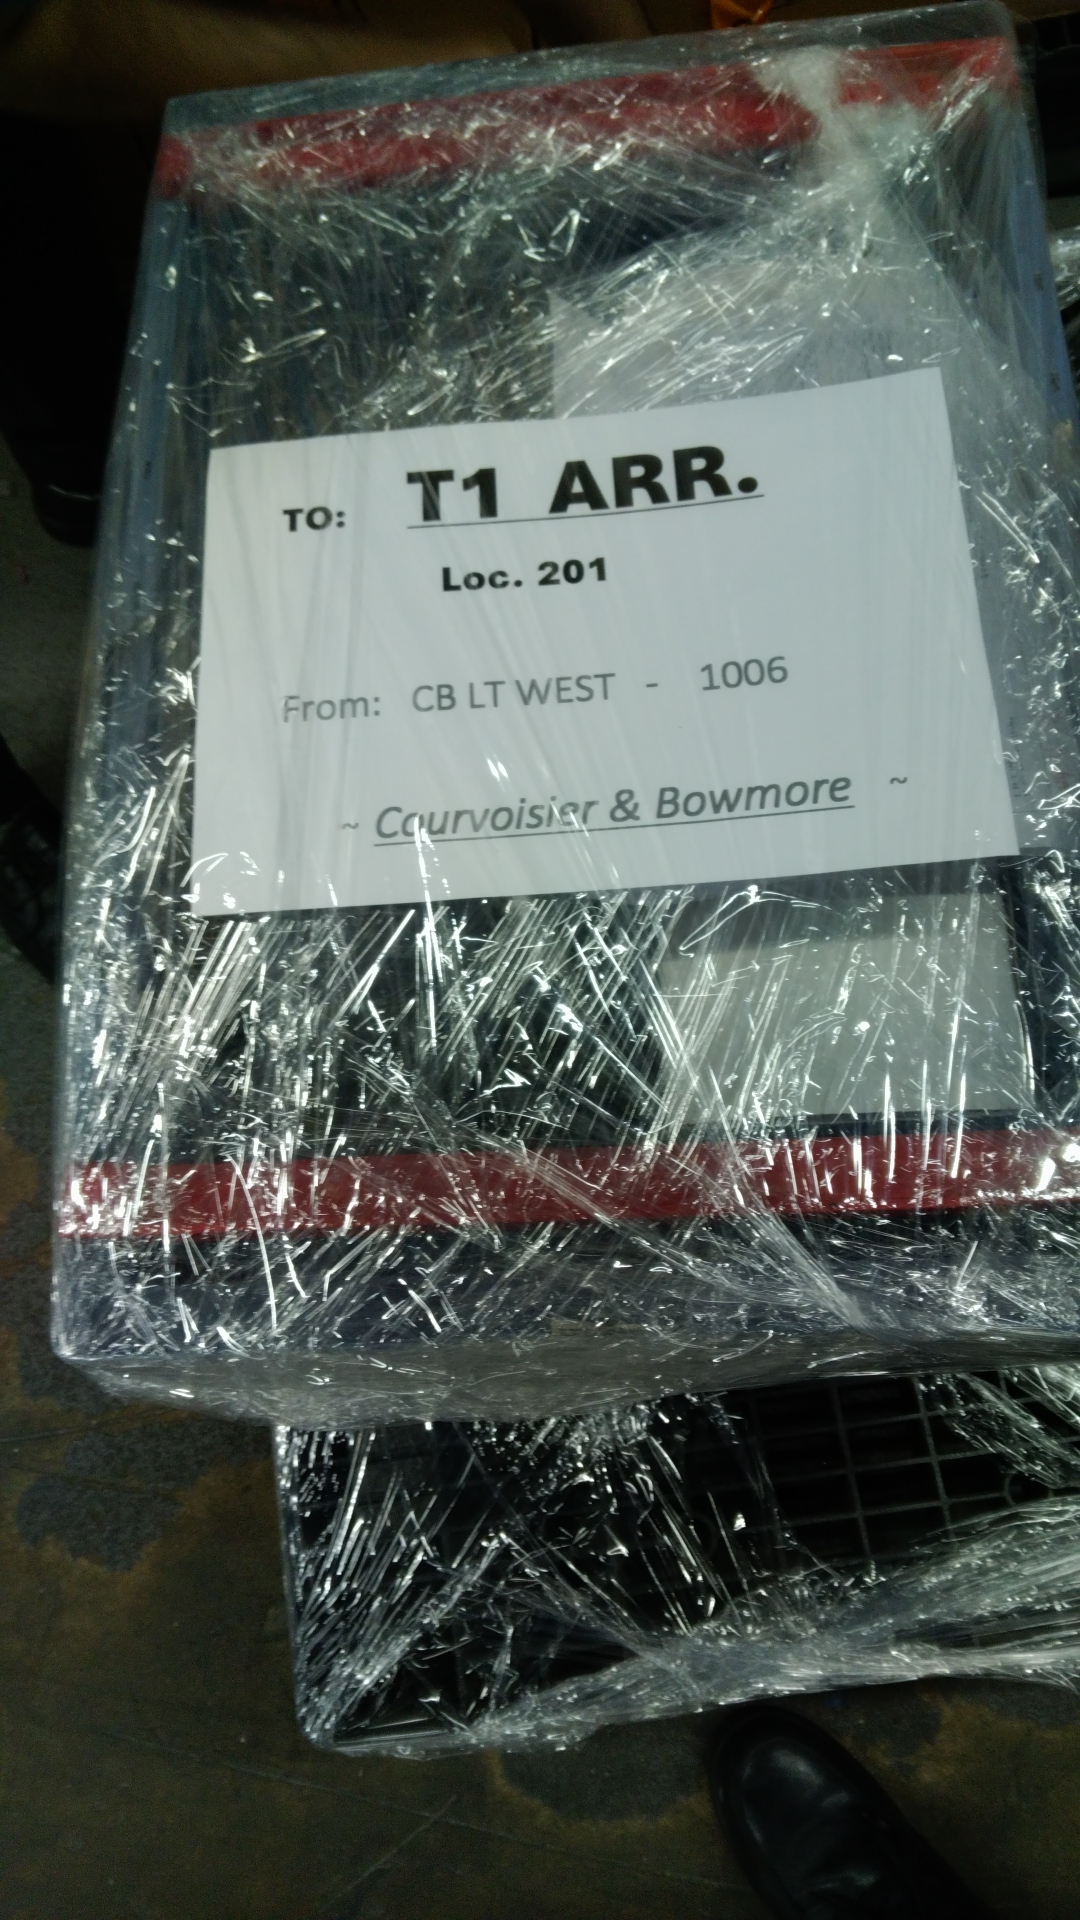 TO: T1 ARR.
Loc. 201
From: CB LT WEST - 1006
~ Courvoisier & Bowmore ~